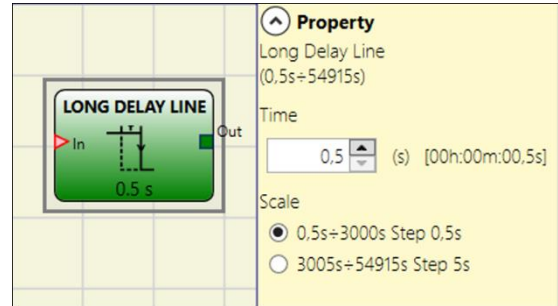 LONG DELAY LINE
In
Out
0.5 s
Property
Long Delay Line
(0,5s÷54915s)
Time
0,5 (s) [00h:00m:00,5s]
Scale
0,5s÷3000s Step 0,5s
3005s÷54915s Step 5s